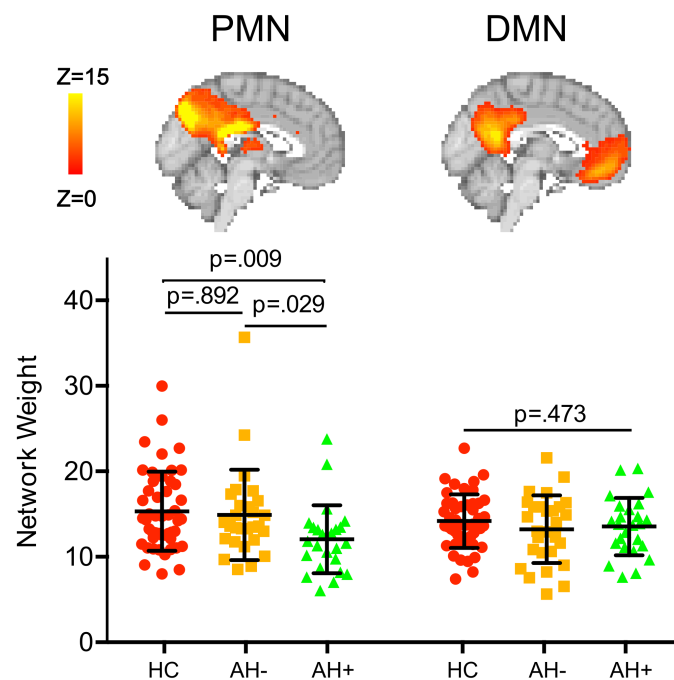 PMN DMN
Z=15
Z=0
p=.009
p=.892
p=.029
p=.473
Network Weight
40
30
20
10
0
HC AH- AH+ HC AH- AH+